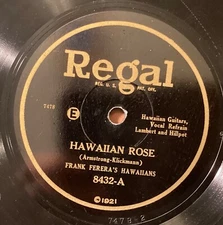 Regal
REG. U. S. PAT. OFF.
7478
E
Hawaiian Guitars,
Vocal Refrain
Lambert and Hillpot
HAWAIIAN ROSE
(Armstrong-Klickmann)
FRANK FERERA'S HAWAIIANS
8432-A
©1921
7478-2